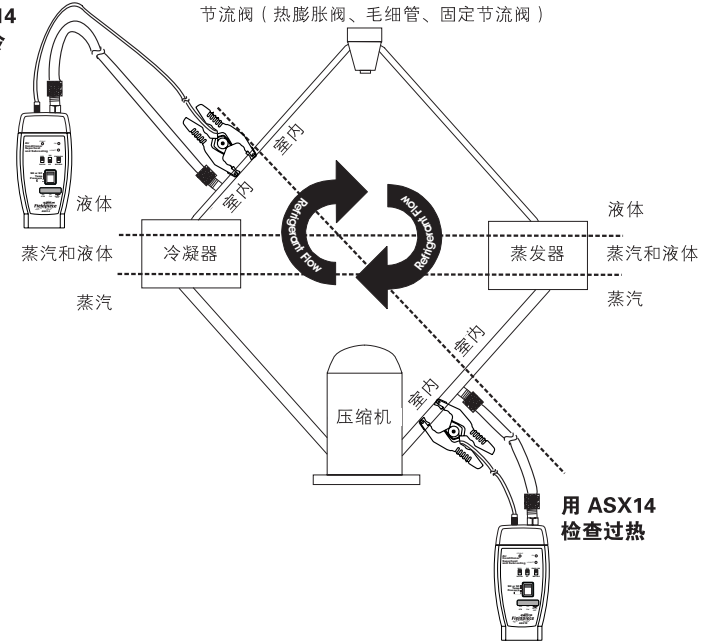 14
节流阀（热膨胀阀、毛细管、固定节流阀）
室内
室内
液体
液体
Refrigerant Flow
Refrigerant Flow
蒸汽和液体
冷凝器
蒸发器
蒸汽和液体
蒸汽
蒸汽
室内
室内
压缩机
用 ASX14
检查过热
Fieldpiece
Fieldpiece